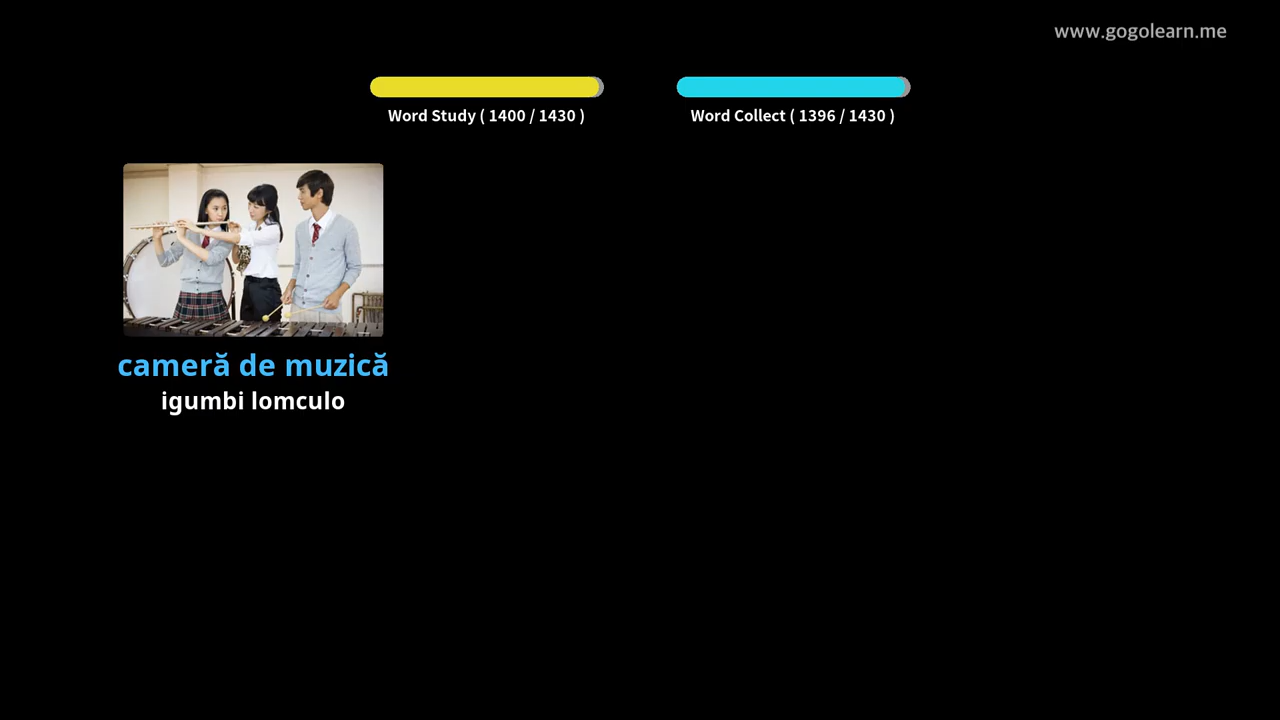 www.gogolearn.me
Word Study ( 1400 / 1430 )
Word Collect ( 1396 / 1430 )
cameră de muzică
igumbi lomculo